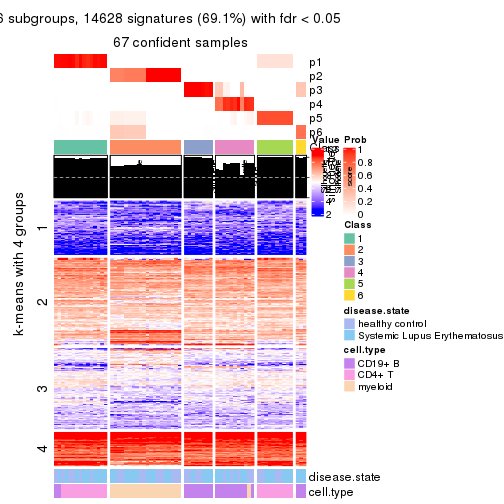 6 subgroups, 14628 signatures (69.1%) with fdr < 0.05
67 confident samples
p1
p2
p3
p4
p5
p6
Class
Value
Prob
1
0.8
0.6
0.4
0.2
0
2
Class
1
2
3
4
5
6
disease.state
healthy control
Systemic Lupus Erythematosus
cell.type
CD19+ B
CD4+ T
myeloid
k-means with 4 groups
1
2
3
4
disease.state
cell.type